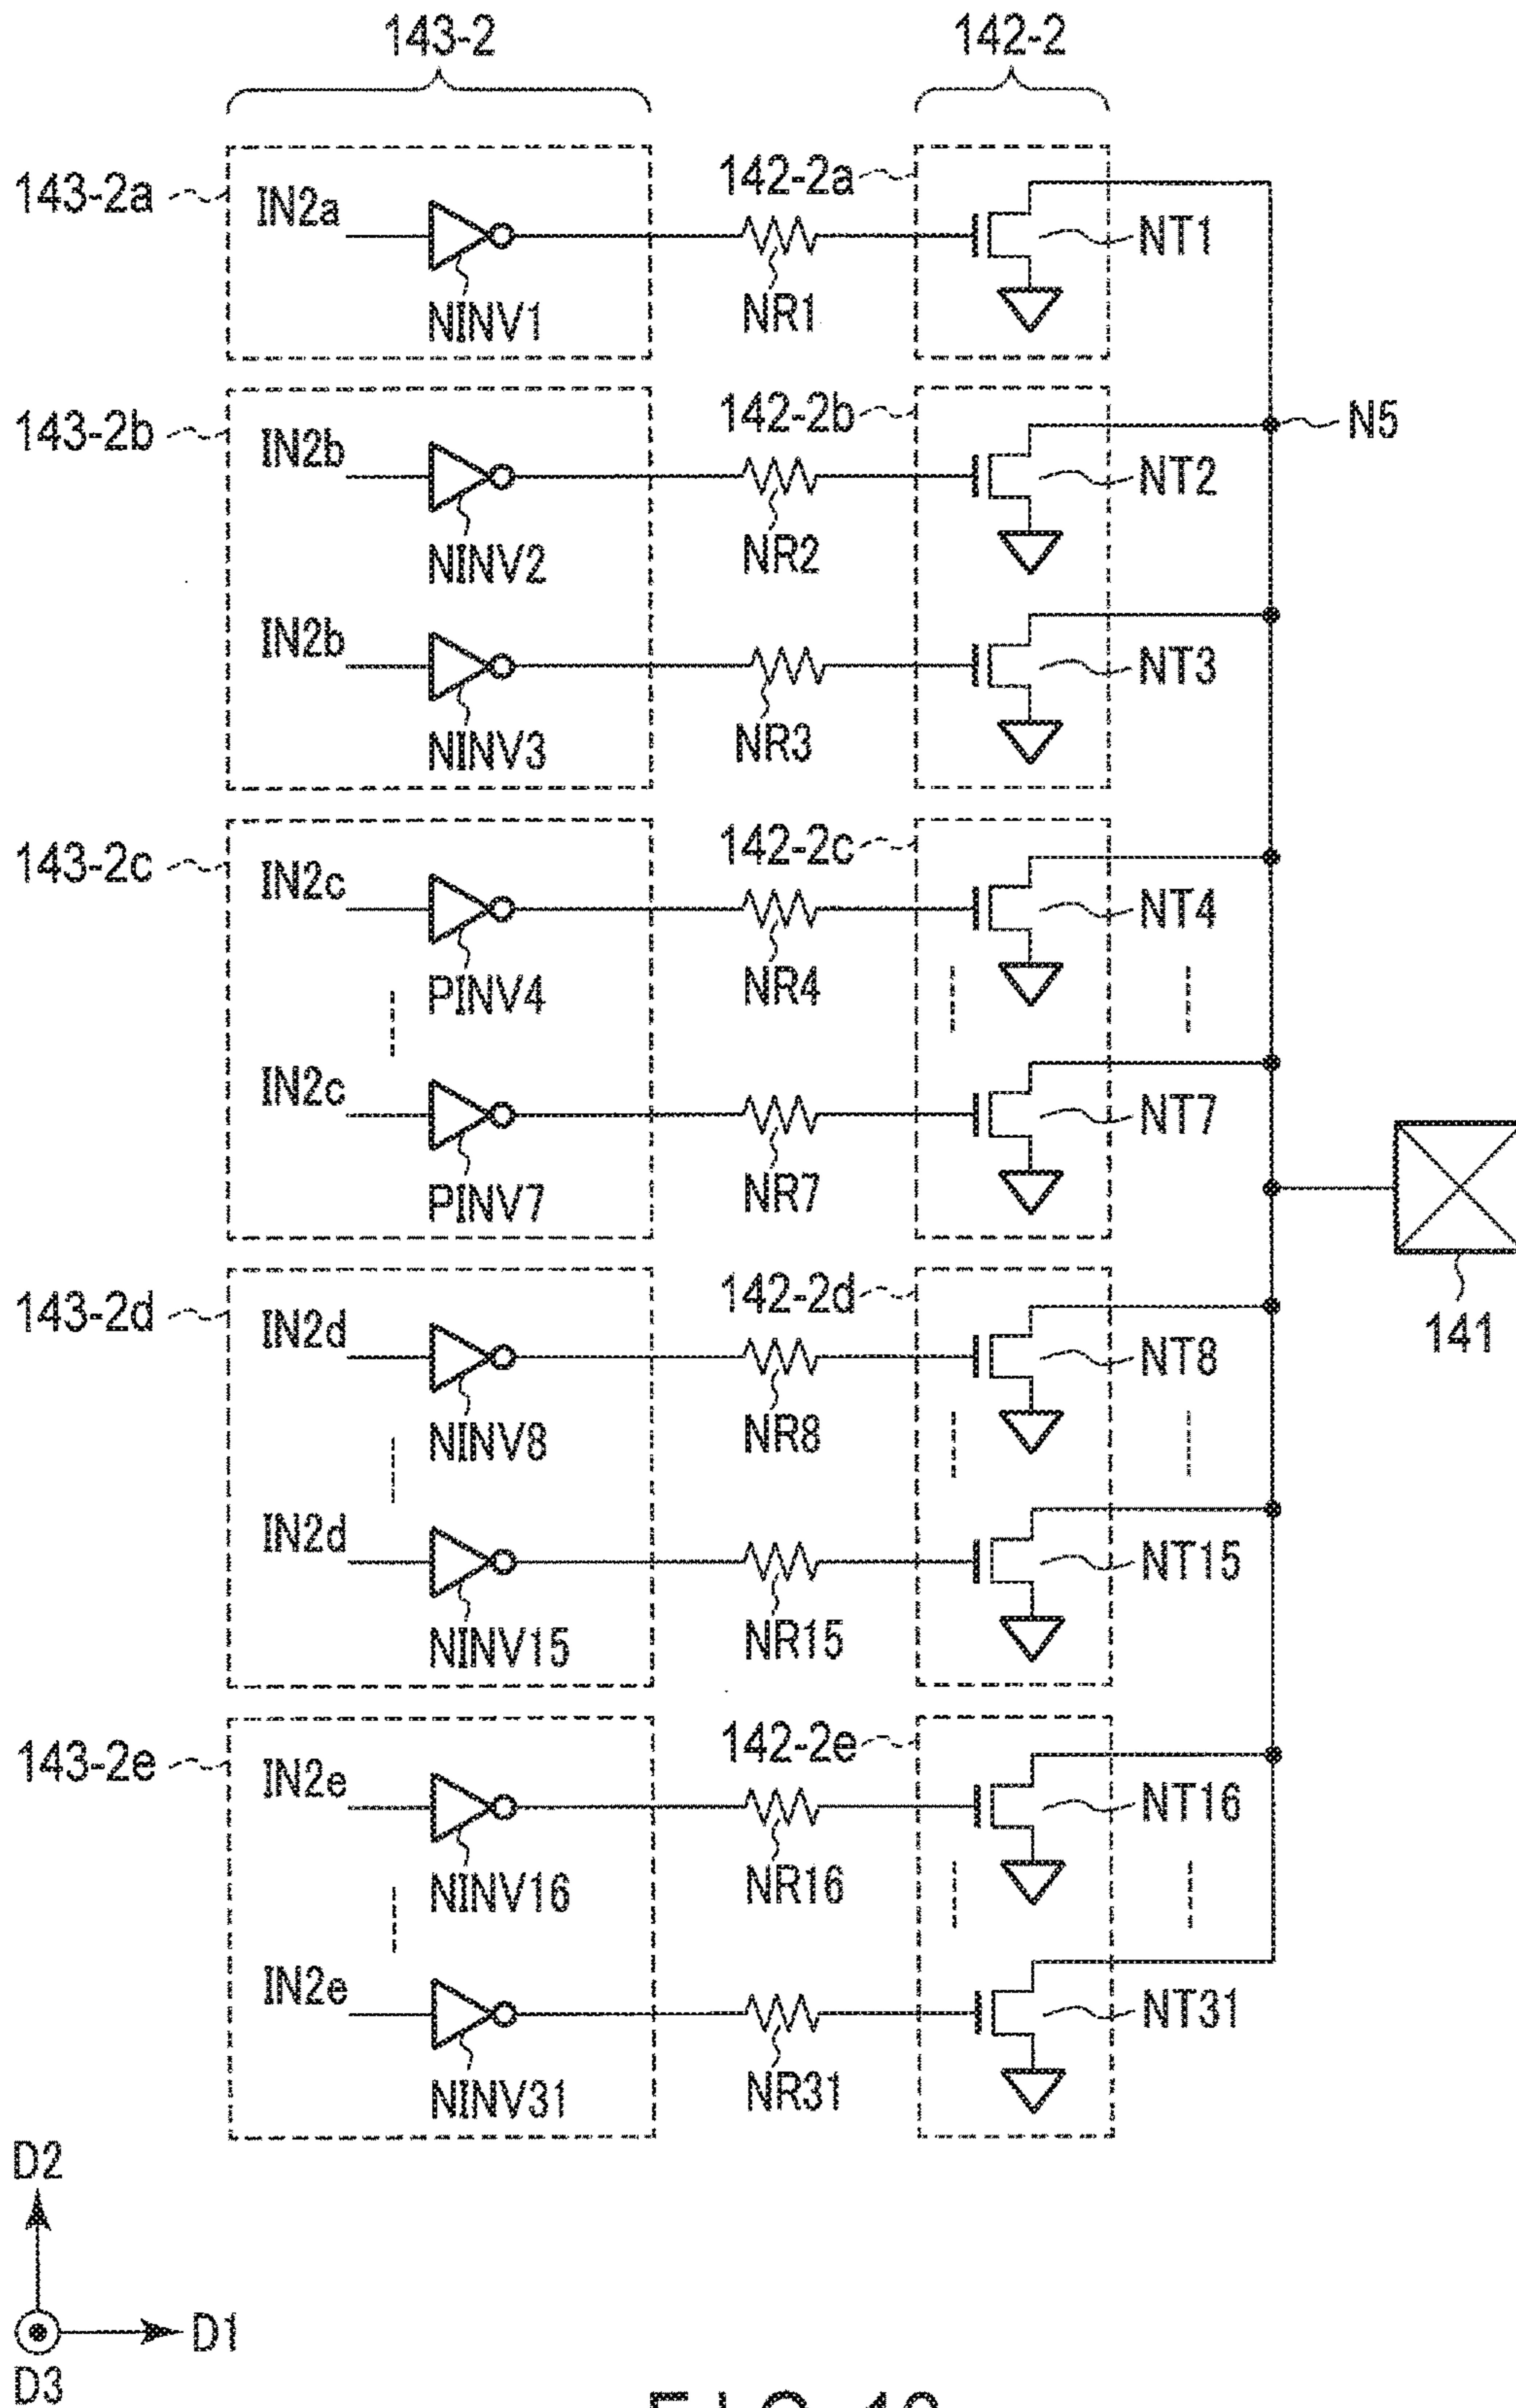 143-2
142-2
143-2a
IN2a
NINV1
NR1
142-2a
NT1
143-2b
IN2b
NINV2
NR2
142-2b
NT2
N5
IN2b
NINV3
NR3
NT3
143-2c
IN2c
PINV4
NR4
142-2c
NT4
IN2c
PINV7
NR7
NT7
141
143-2d
IN2d
NINV8
NR8
142-2d
NT8
IN2d
NINV15
NR15
NT15
143-2e
IN2e
NINV16
NR16
142-2e
NT16
IN2e
NINV31
NR31
NT31
D2
D1
D3